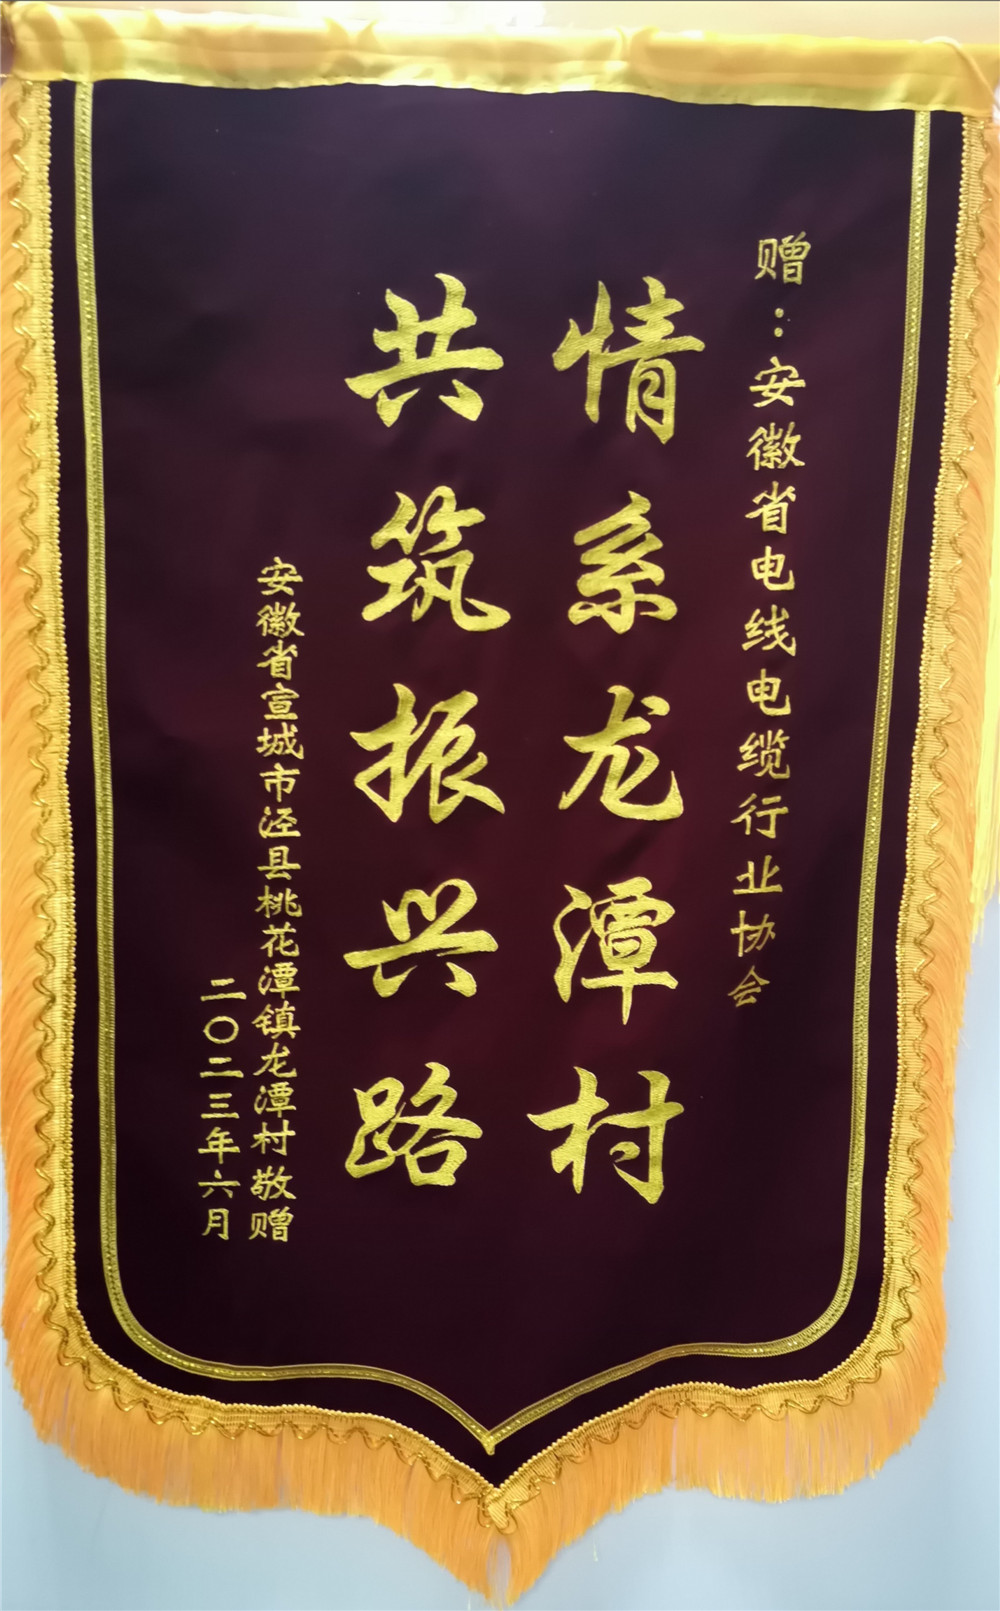 赠：安徽省电线电缆行业协会
情系龙潭村
共筑振兴路
安徽省宣城市泾县桃花潭镇龙潭村敬赠
二〇二三年六月